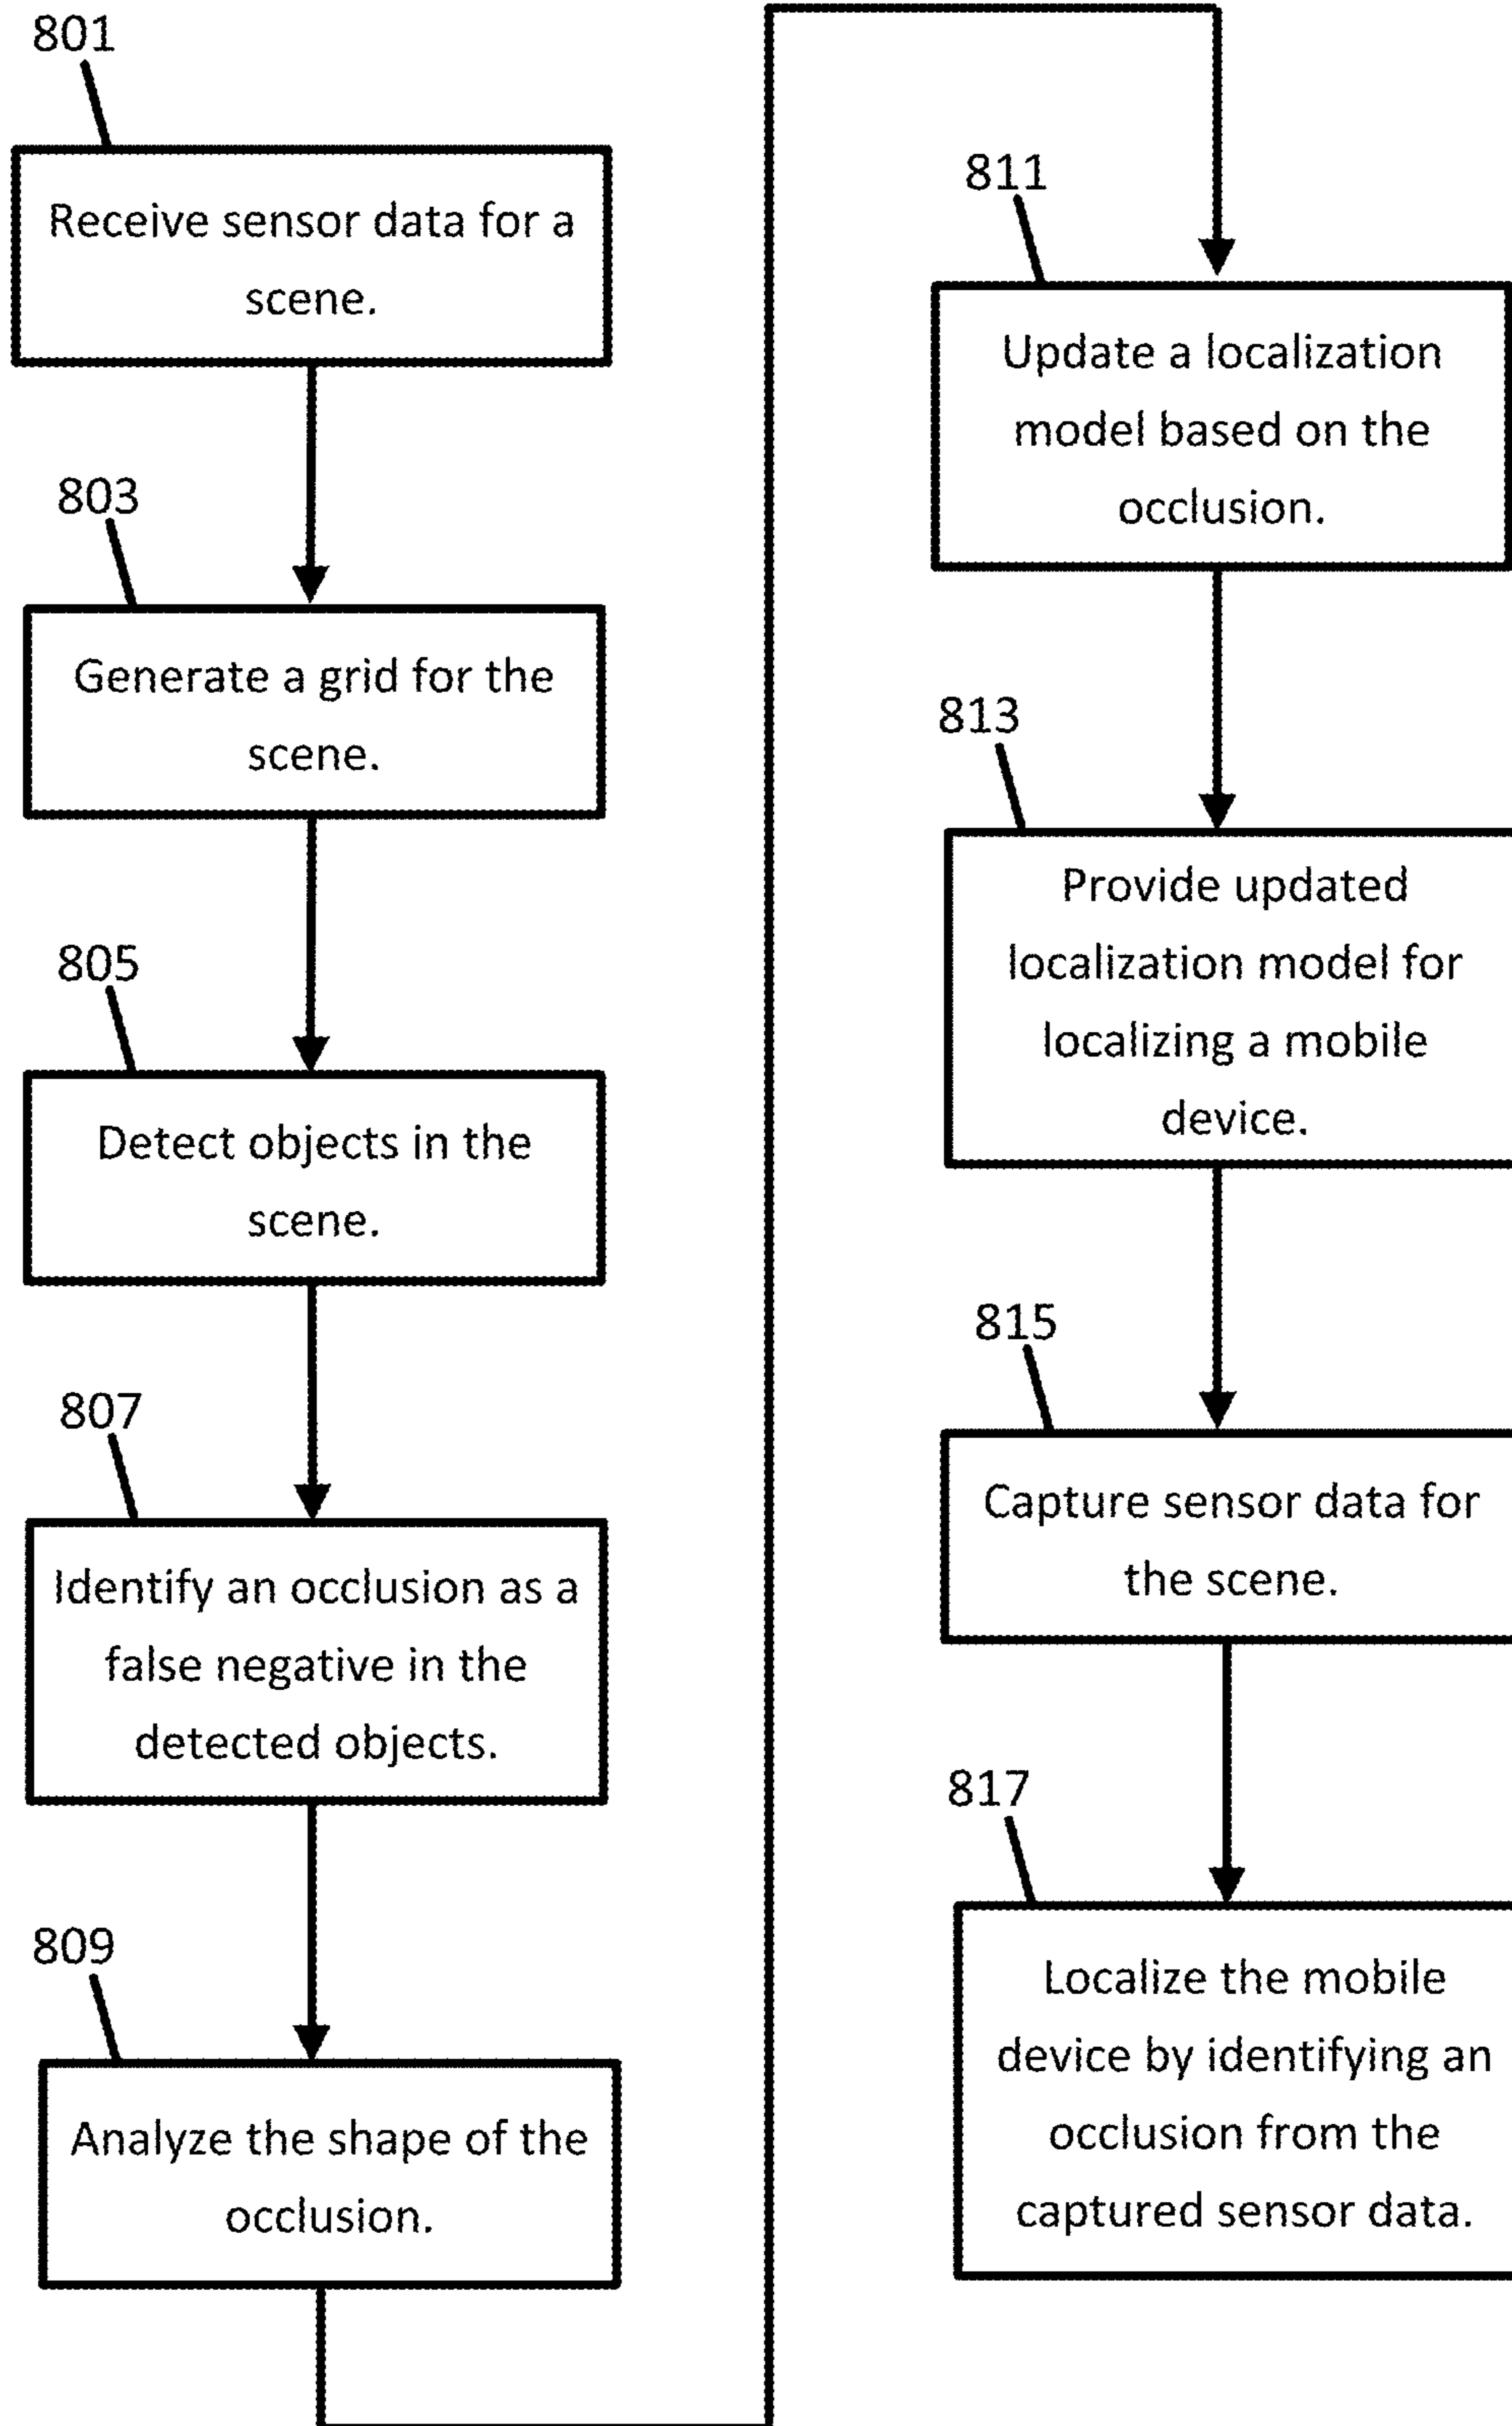 801
Receive sensor data for a
scene.
803
Generate a grid for the
scene.
805
Detect objects in the
scene.
807
Identify an occlusion as a
false negative in the
detected objects.
809
Analyze the shape of the
occlusion.
811
Update a localization
model based on the
occlusion.
813
Provide updated
localization model for
localizing a mobile
device.
815
Capture sensor data for
the scene.
817
Localize the mobile
device by identifying an
occlusion from the
captured sensor data.